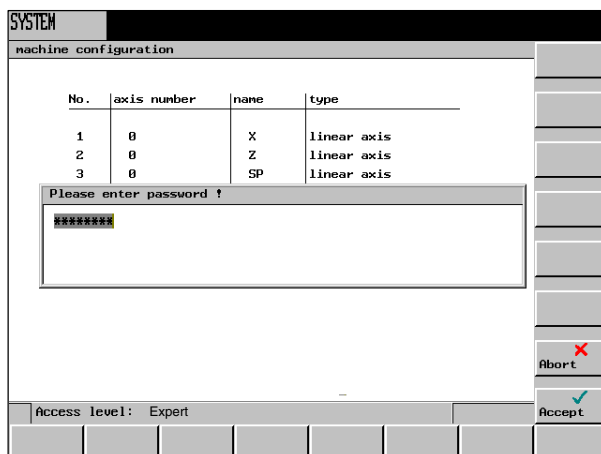 SYSTEM
machine configuration
No. axis number name type
1 0 X linear axis
2 0 Z linear axis
3 0 SP linear axis
Please enter password !
********
Abort
_
Access level: Expert
Accept